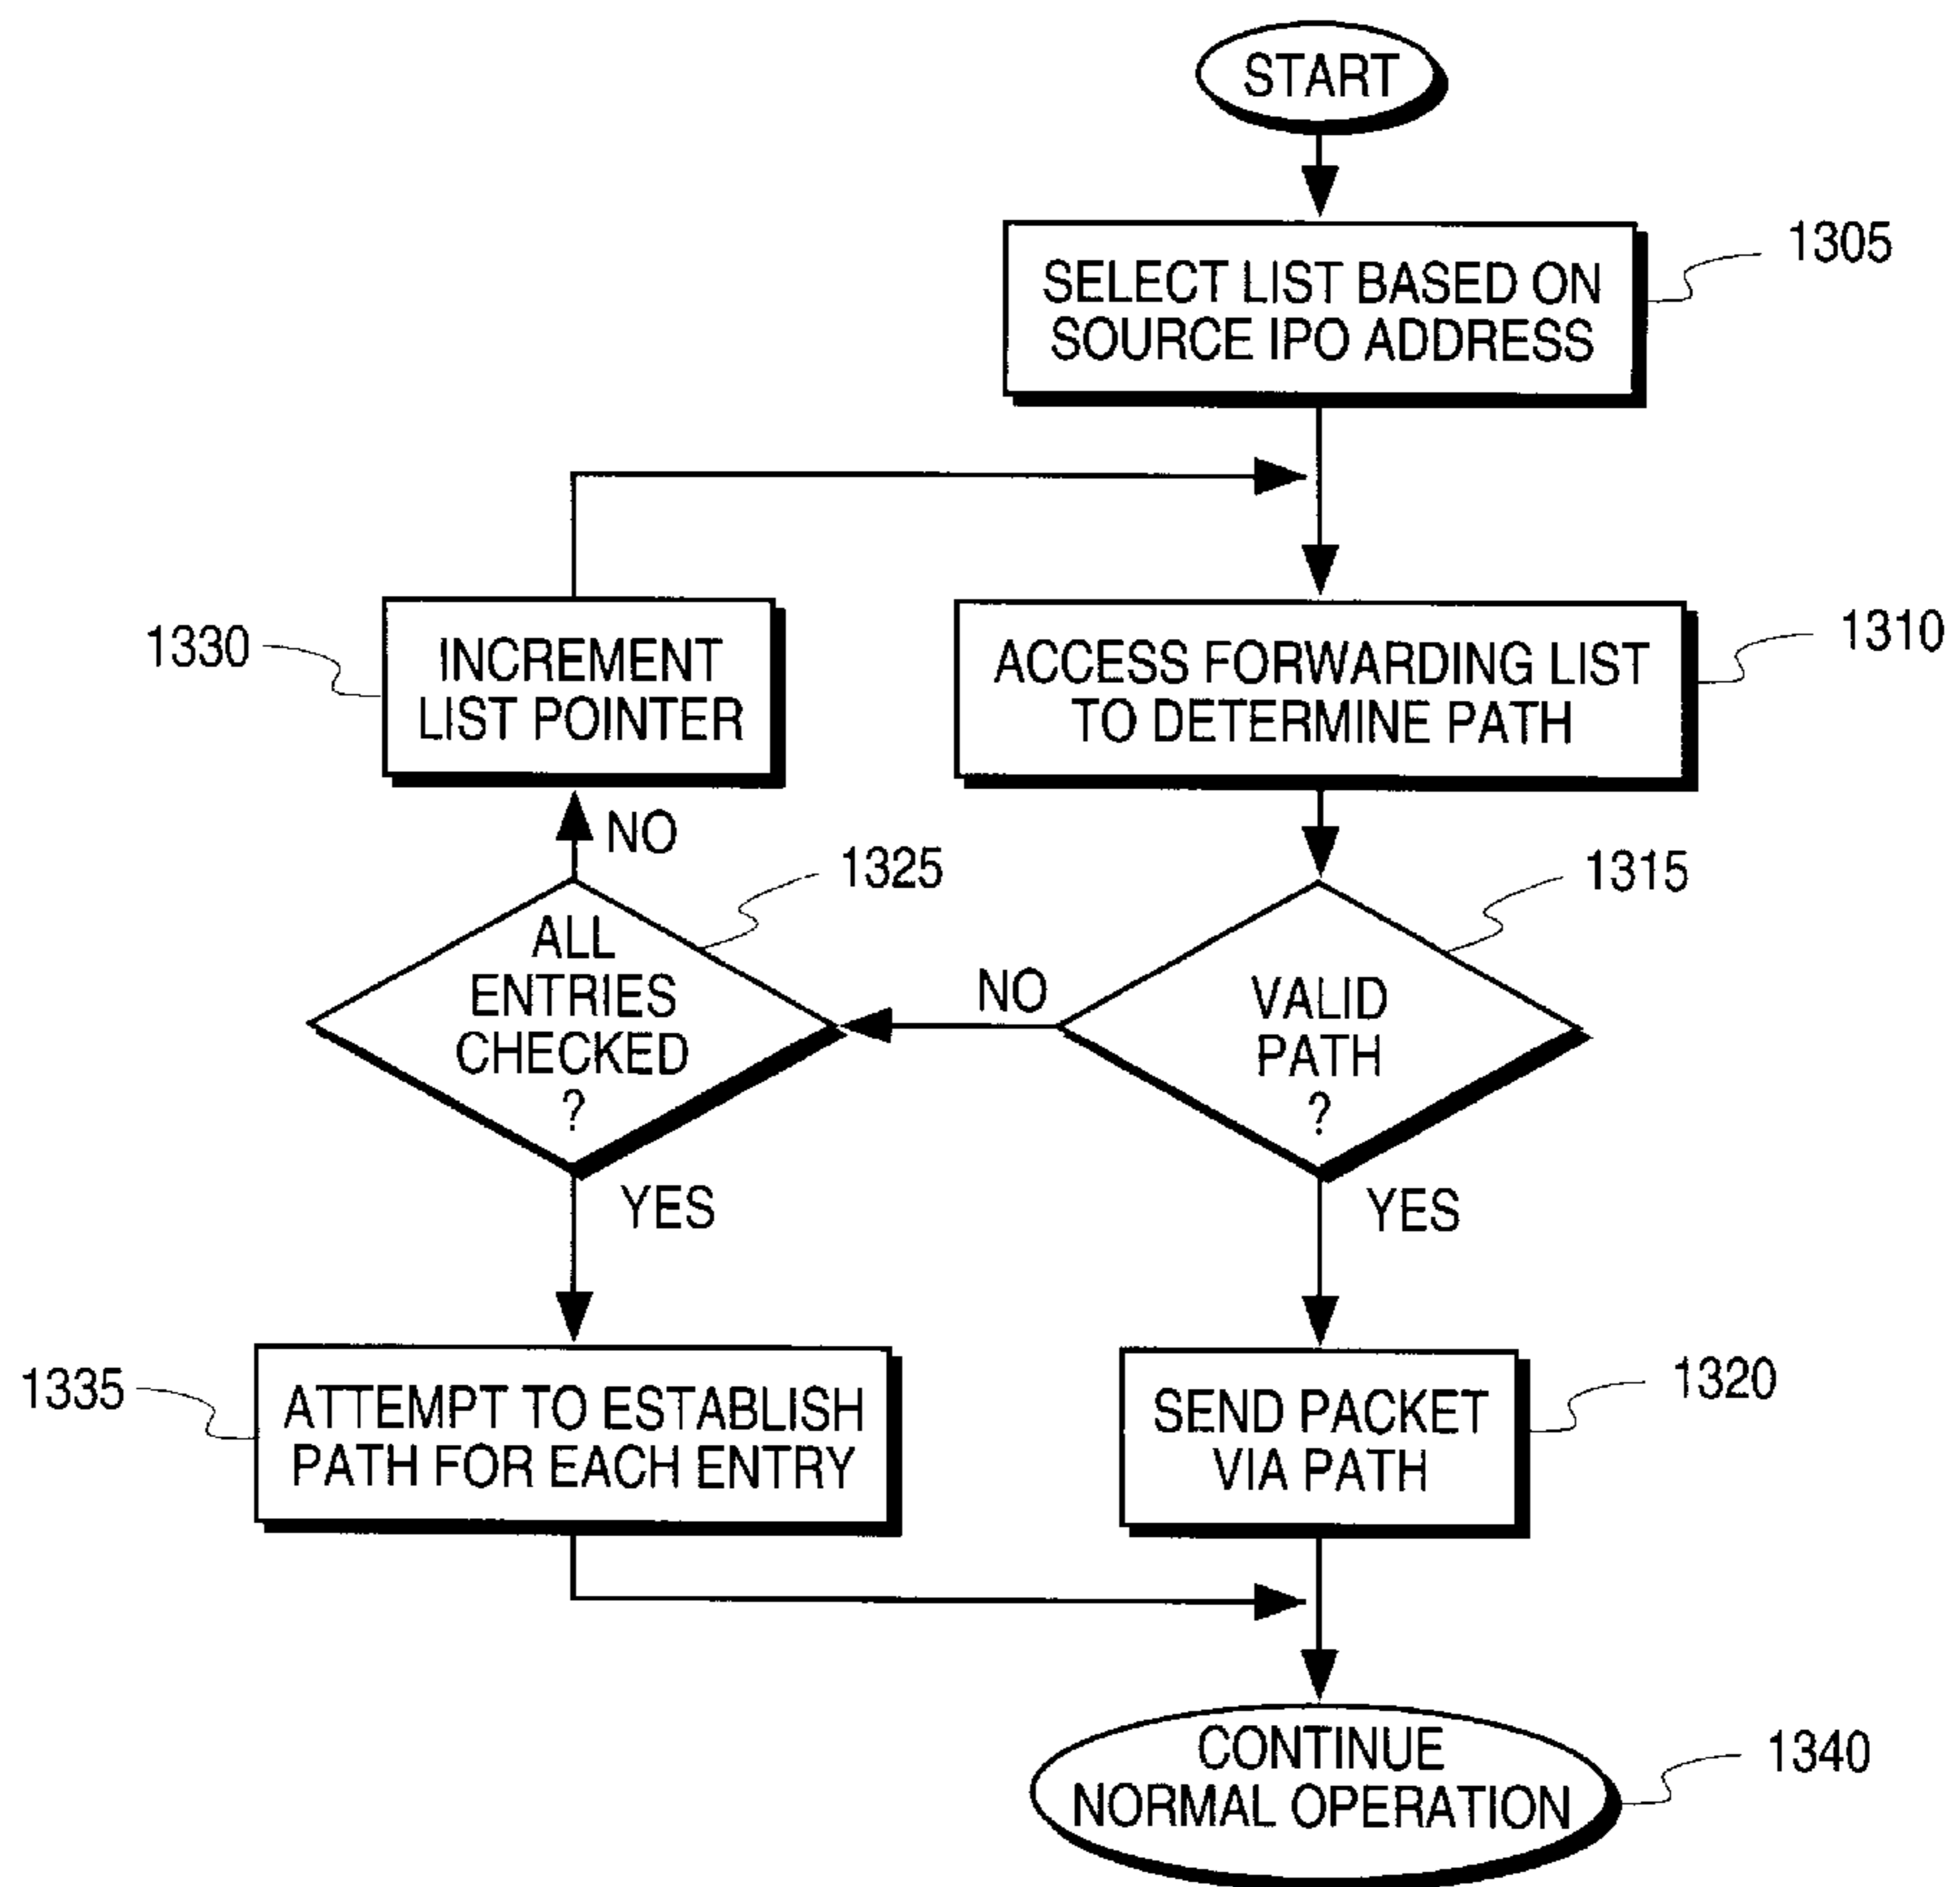 START
1305
SELECT LIST BASED ON
SOURCE IPO ADDRESS
1330
INCREMENT
LIST POINTER
1310
ACCESS FORWARDING LIST
TO DETERMINE PATH
NO
1325
ALL
ENTRIES
CHECKED
?
NO
1315
VALID
PATH
?
YES
YES
1335
ATTEMPT TO ESTABLISH
PATH FOR EACH ENTRY
1320
SEND PACKET
VIA PATH
CONTINUE
NORMAL OPERATION
1340